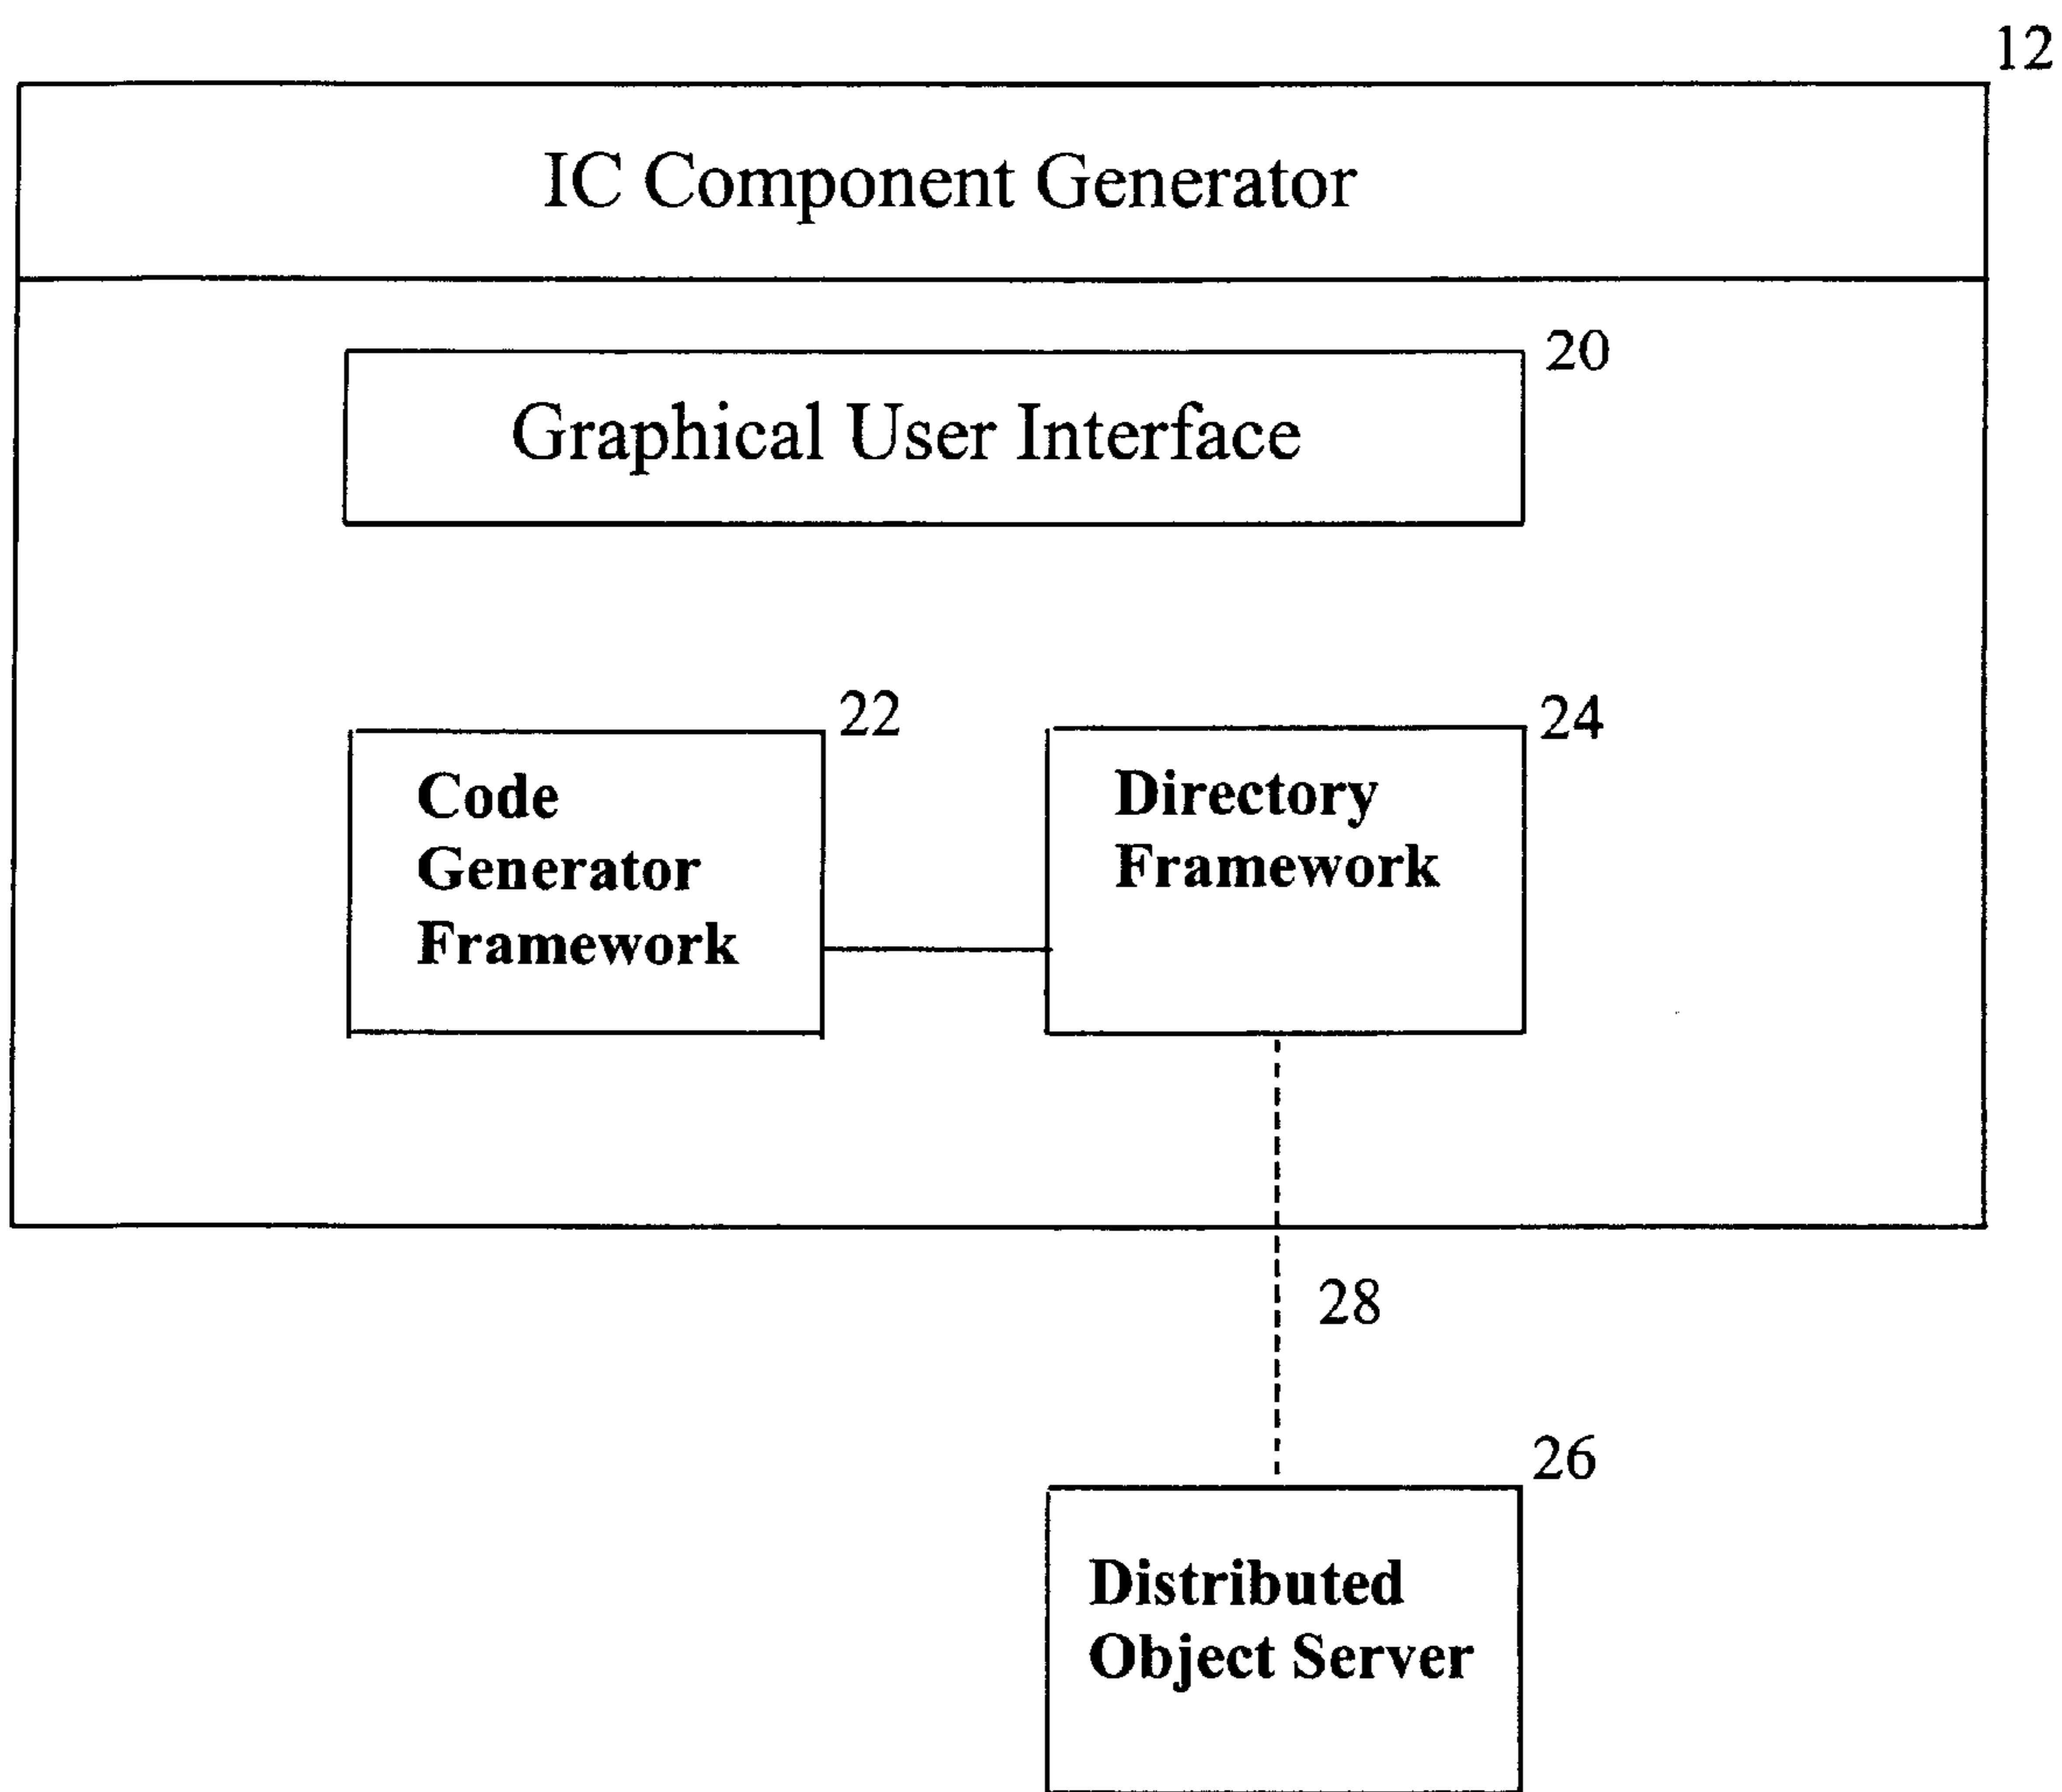 12
IC Component Generator
20
Graphical User Interface
22
24
Code
Generator
Framework
Directory
Framework
28
26
Distributed
Object Server